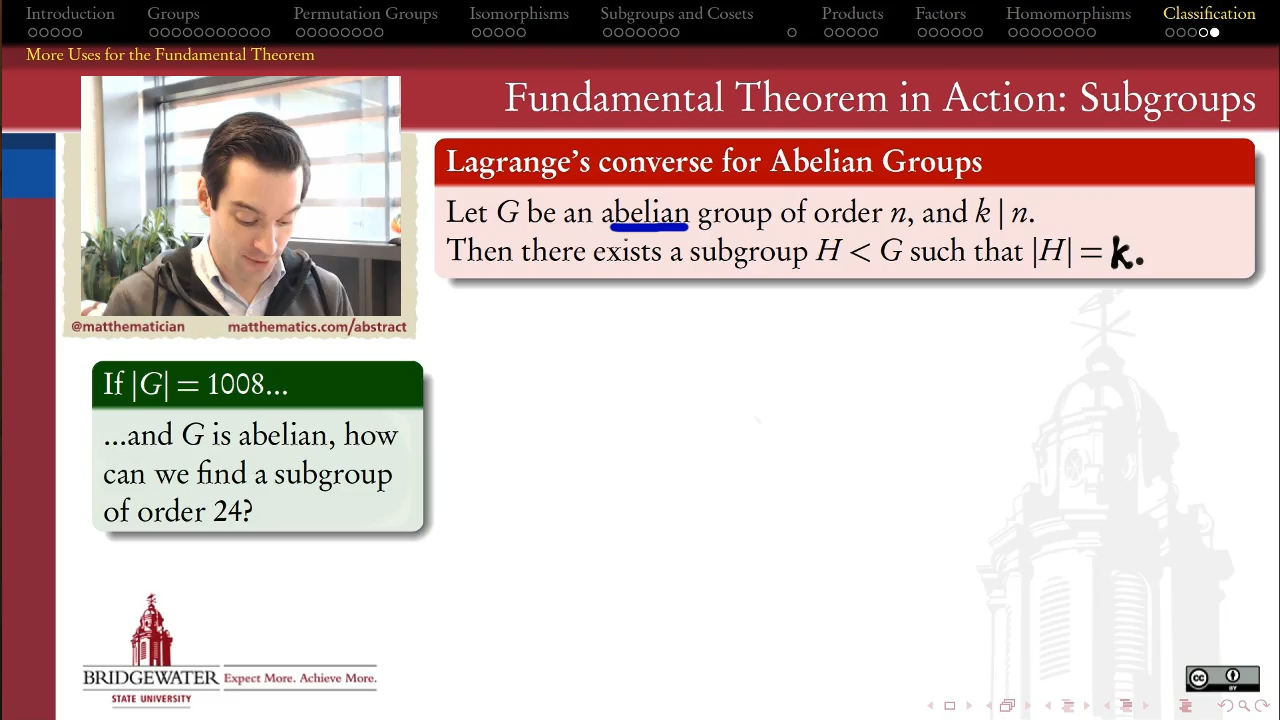 Introduction Groups Permutation Groups Isomorphisms Subgroups and Cosets Products Factors Homomorphisms Classification
More Uses for the Fundamental Theorem
Fundamental Theorem in Action: Subgroups
Lagrange's converse for Abelian Groups
Let G be an abelian group of order n, and k | n.
Then there exists a subgroup H < G such that |H| = k.
@matthematician matthematics.com/abstract
If |G| = 1008...
...and G is abelian, how
can we find a subgroup
of order 24?
BRIDGEWATER
STATE UNIVERSITY
Expect More. Achieve More.
CC BY